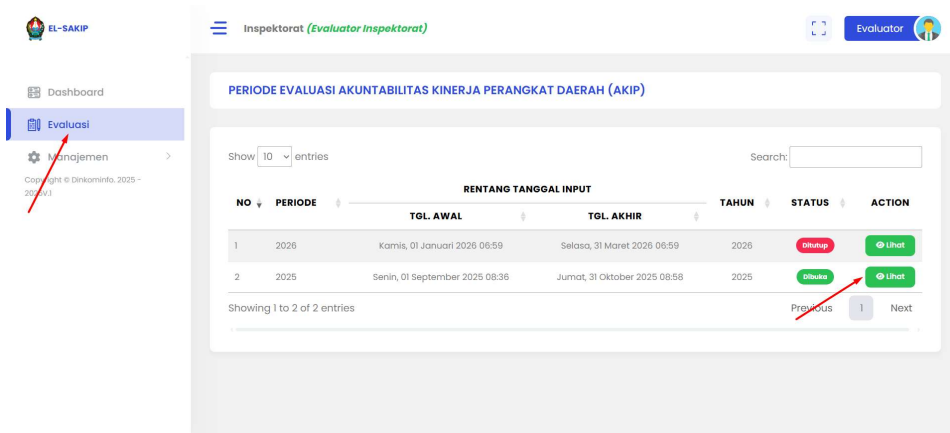 EL-SAKIP
Inspektorat (Evaluator Inspektorat)
Evaluator
Dashboard
Evaluasi
Manajemen
Copyright © Dinkominfo. 2025 -
PERIODE EVALUASI AKUNTABILITAS KINERJA PERANGKAT DAERAH (AKIP)
Show 10 entries
Search:
NO PERIODE RENTANG TANGGAL INPUT TAHUN STATUS ACTION
TGL. AWAL TGL. AKHIR
1 2026 Kamis, 01 Januari 2026 06:59 Selasa, 31 Maret 2026 06:59 2026 Ditutup Lihat
2 2025 Senin, 01 September 2025 08:36 Jumat, 31 Oktober 2025 08:58 2025 Dibuka Lihat
Showing 1 to 2 of 2 entries
Previous 1 Next